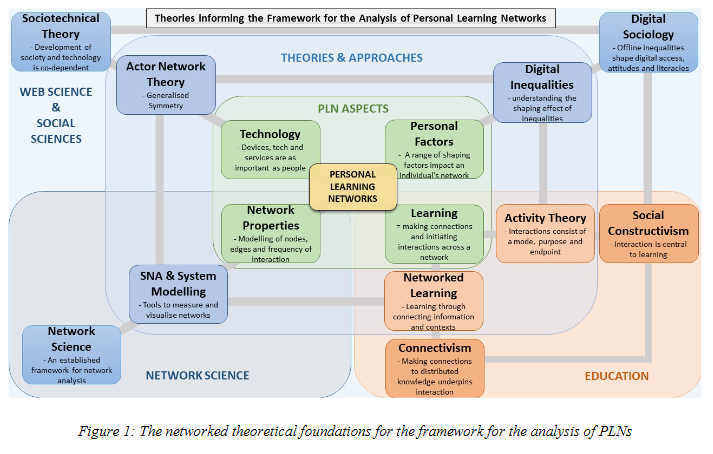 Theories Informing the Framework for the Analysis of Personal Learning Networks
Sociotechnical
Theory
- Development of
society and technology
is co-dependent
Digital
Sociology
- Offline inequalities
shape digital access,
attitudes and literacies
THEORIES & APPROACHES
Actor Network
Theory
- Generalised
Symmetry
Digital
Inequalities
- understanding the
shaping effect of
inequalities
WEB SCIENCE
&
SOCIAL
SCIENCES
PLN ASPECTS
Technology
- Devices, tech and
services are as
important as people
Personal
Factors
- A range of shaping
factors impact an
individual's network
PERSONAL
LEARNING
NETWORKS
Network
Properties
- Modelling of nodes,
edges and frequency of
interaction
Learning
= making connections
and initiating
interactions across a
network
Activity Theory
- Interactions consist of
a mode, purpose and
endpoint
Social
Constructivism
- Interaction is central
to learning
SNA & System
Modelling
- Tools to measure and
visualise networks
Networked
Learning
- Learning through
connecting information
and contexts
Network
Science
- An established
framework for network
analysis
Connectivism
- Making connections
to distributed
knowledge underpins
interaction
NETWORK SCIENCE
EDUCATION
Figure 1: The networked theoretical foundations for the framework for the analysis of PLNs